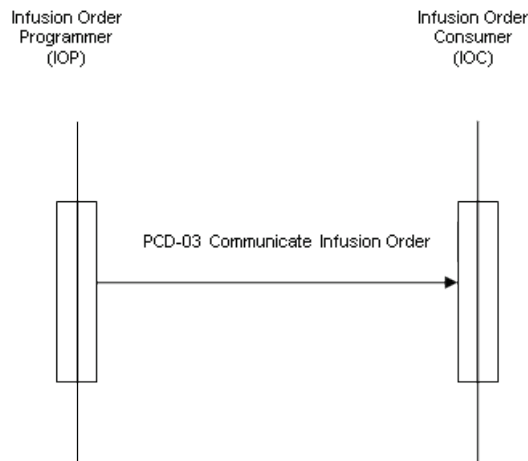 Infusion Order
Programmer
(IOP)
Infusion Order
Consumer
(IOC)
PCD-03 Communicate Infusion Order